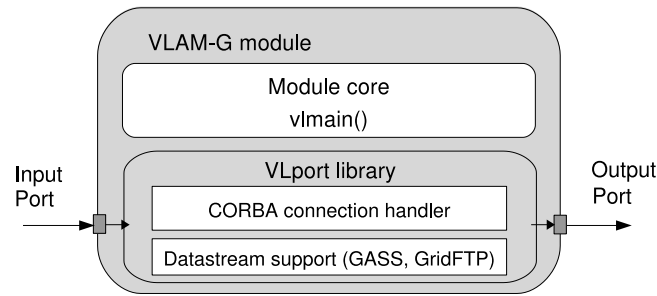 VLAM-G module
Module core
vlmain()
VLport library
Input
Port
Output
Port
CORBA connection handler
Datastream support (GASS, GridFTP)